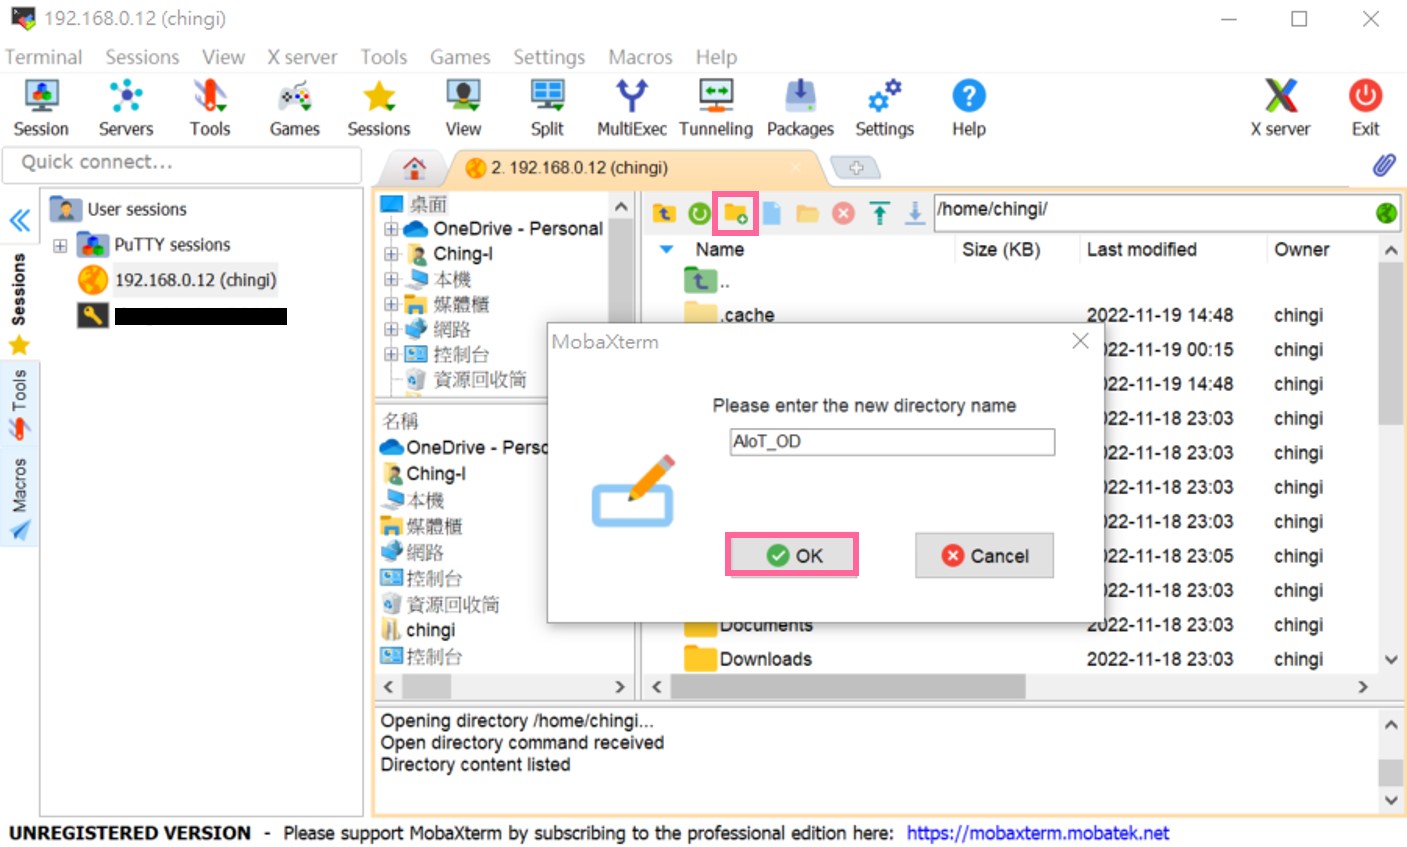 192.168.0.12 (chingi)
Terminal Sessions View X server Tools Games Settings Macros Help
Session Servers Tools Games Sessions View Split MultiExec Tunneling Packages Settings Help X server Exit
Quick connect...
2. 192.168.0.12 (chingi)
Sessions
Tools
Macros
User sessions
PuTTY sessions
192.168.0.12 (chingi)
桌面
OneDrive - Personal
Ching-I
本機
媒體櫃
網路
控制台
資源回收筒
名稱
OneDrive - Perso
Ching-I
本機
媒體櫃
網路
控制台
資源回收筒
chingi
控制台
/home/chingi/
Name Size (KB) Last modified Owner
..
.cache 2022-11-19 14:48 chingi
022-11-19 00:15 chingi
022-11-19 14:48 chingi
022-11-18 23:03 chingi
022-11-18 23:03 chingi
022-11-18 23:03 chingi
022-11-18 23:03 chingi
022-11-18 23:05 chingi
022-11-18 23:03 chingi
Documents 2022-11-18 23:03 chingi
Downloads 2022-11-18 23:03 chingi
MobaXterm
Please enter the new directory name
AIoT_OD
OK Cancel
Opening directory /home/chingi...
Open directory command received
Directory content listed
UNREGISTERED VERSION - Please support MobaXterm by subscribing to the professional edition here: https://mobaxterm.mobatek.net